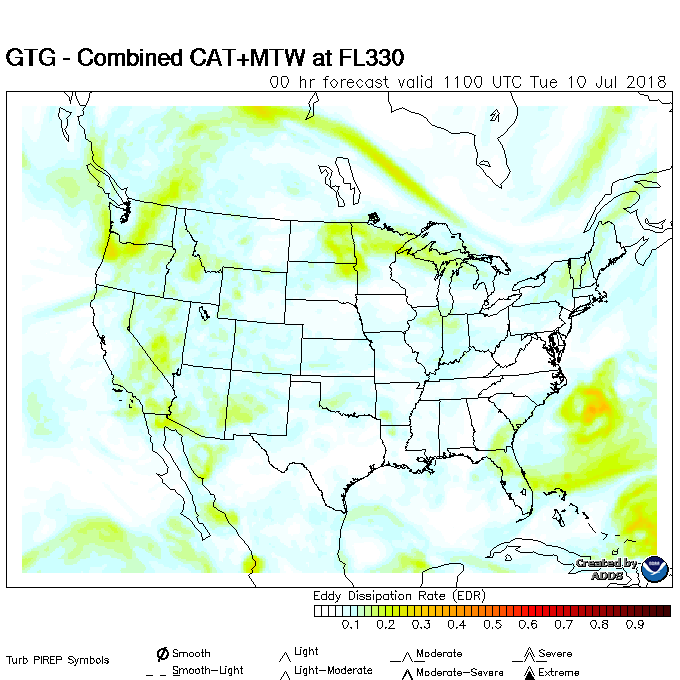 GTG - Combined CAT+MTW at FL330
00 hr forecast valid 1100 UTC Tue 10 Jul 2018
Created by
ADDS
Eddy Dissipation Rate (EDR)
0.1 0.2 0.3 0.4 0.5 0.6 0.7 0.8 0.9
Turb PIREP Symbols
Smooth Light Moderate Severe
Smooth-Light Light-Moderate Moderate-Severe Extreme